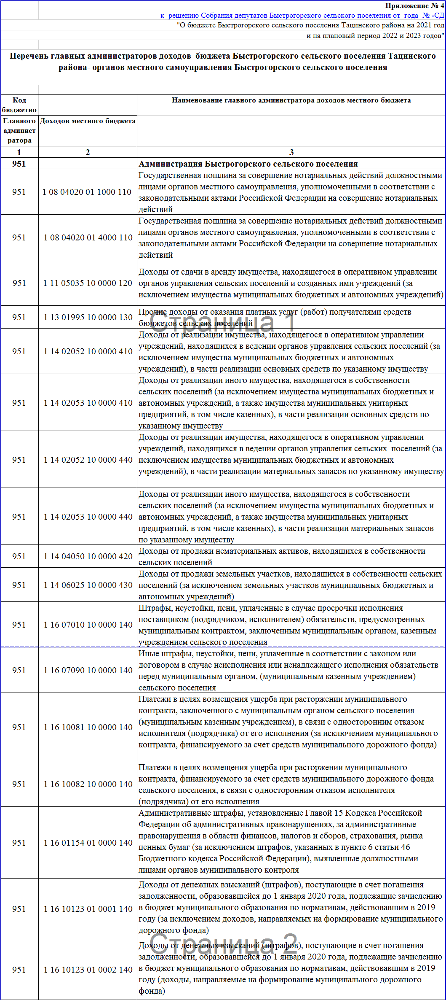 Приложение № 4
к решению Собрания депутатов Быстрогорского сельского поселения от года № -СД
"О бюджете Быстрогорского сельского поселения Тацинского района на 2021 год
и на плановый период 2022 и 2023 годов"
Перечень главных администраторов доходов бюджета Быстрогорского сельского поселения Тацинского
района- органов местного самоуправления Быстрогорского сельского поселения
Код
бюджетно
Наименование главного администратора доходов местного бюджета
Главного
админист
ратора
Доходов местного бюджета
1 2 3
951 Администрация Быстрогорского сельского поселения
951 1 08 04020 01 1000 110
Государственная пошлина за совершение нотариальных действий должностными
лицами органов местного самоуправления, уполномоченными в соответствии с
законодательными актами Российской Федерации на совершение нотариальных
действий
951 1 08 04020 01 4000 110
Государственная пошлина за совершение нотариальных действий должностными
лицами органов местного самоуправления, уполномоченными в соответствии с
законодательными актами Российской Федерации на совершение нотариальных
действий
951 1 11 05035 10 0000 120
Доходы от сдачи в аренду имущества, находящегося в оперативном управлении
органов управления сельских поселений и созданных ими учреждений (за
исключением имущества муниципальных бюджетных и автономных учреждений)
951 1 13 01995 10 0000 130
Прочие доходы от оказания платных услуг (работ) получателями средств
бюджетов сельских поселений
Страница 1
951 1 14 02052 10 0000 410
Доходы от реализации имущества, находящегося в оперативном управлении
учреждений, находящихся в ведении органов управления сельских поселений (за
исключением имущества муниципальных бюджетных и автономных
учреждений), в части реализации основных средств по указанному имуществу
951 1 14 02053 10 0000 410
Доходы от реализации иного имущества, находящегося в собственности
сельских поселений (за исключением имущества муниципальных бюджетных и
автономных учреждений, а также имущества муниципальных унитарных
предприятий, в том числе казенных), в части реализации основных средств по
указанному имуществу
951 1 14 02052 10 0000 440
Доходы от реализации имущества, находящегося в оперативном управлении
учреждений, находящихся в ведении органов управления сельских поселений (за
исключением имущества муниципальных бюджетных и автономных
учреждений), в части реализации материальных запасов по указанному имуществу
951 1 14 02053 10 0000 440
Доходы от реализации иного имущества, находящегося в собственности
сельских поселений (за исключением имущества муниципальных бюджетных и
автономных учреждений, а также имущества муниципальных унитарных
предприятий, в том числе казенных), в части реализации материальных запасов
по указанному имуществу
951 1 14 04050 10 0000 420
Доходы от продажи нематериальных активов, находящихся в собственности
сельских поселений
951 1 14 06025 10 0000 430
Доходы от продажи земельных участков, находящихся в собственности сельских
поселений (за исключением земельных участков муниципальных бюджетных и
автономных учреждений)
951 1 16 07010 10 0000 140
Штрафы, неустойки, пени, уплаченные в случае просрочки исполнения
поставщиком (подрядчиком, исполнителем) обязательств, предусмотренных
муниципальным контрактом, заключенным муниципальным органом, казенным
учреждением сельского поселения
951 1 16 07090 10 0000 140
Иные штрафы, неустойки, пени, уплаченные в соответствии с законом или
договором в случае неисполнения или ненадлежащего исполнения обязательств
перед муниципальным органом, (муниципальным казенным учреждением)
сельского поселения
951 1 16 10081 10 0000 140
Платежи в целях возмещения ущерба при расторжении муниципального
контракта, заключенного с муниципальным органом сельского поселения
(муниципальным казенным учреждением), в связи с односторонним отказом
исполнителя (подрядчика) от его исполнения (за исключением муниципального
контракта, финансируемого за счет средств муниципального дорожного фонда)
951 1 16 10082 10 0000 140
Платежи в целях возмещения ущерба при расторжении муниципального
контракта, финансируемого за счет средств муниципального дорожного фонда
сельского поселения, в связи с односторонним отказом исполнителя
(подрядчика) от его исполнения
951 1 16 01154 01 0000 140
Административные штрафы, установленные Главой 15 Кодекса Российской
Федерации об административных правонарушениях, за административные
правонарушения в области финансов, налогов и сборов, страхования, рынка
ценных бумаг (за исключением штрафов, указанных в пункте 6 статьи 46
Бюджетного кодекса Российской Федерации), выявленные должностными
лицами органов муниципального контроля
951 1 16 10123 01 0001 140
Доходы от денежных взысканий (штрафов), поступающие в счет погашения
задолженности, образовавшейся до 1 января 2020 года, подлежащие зачислению
в бюджет муниципального образования по нормативам, действовавшим в 2019
году (за исключением доходов, направляемых на формирование муниципального
дорожного фонда)
Страница 2
951 1 16 10123 01 0002 140
Доходы от денежных взысканий (штрафов), поступающие в счет погашения
задолженности, образовавшейся до 1 января 2020 года, подлежащие зачислению
в бюджет муниципального образования по нормативам, действовавшим в 2019
году (доходы, направляемые на формирование муниципального дорожного
фонда)